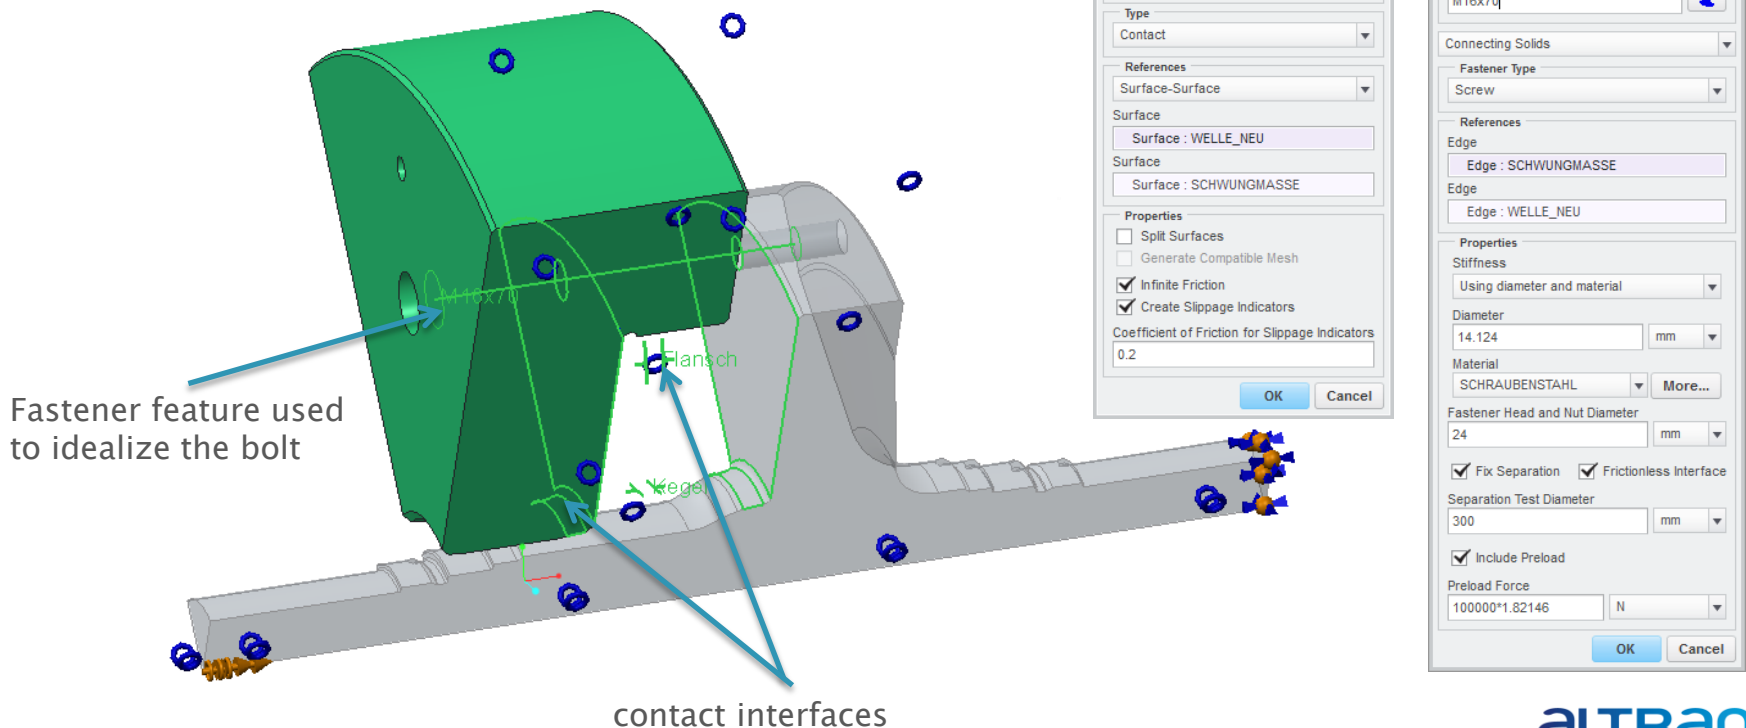 M16x70
Flansch
Kegel
Fastener feature used
to idealize the bolt
contact interfaces
Type
Contact
References
Surface-Surface
Surface
Surface : WELLE_NEU
Surface
Surface : SCHWUNGMASSE
Properties
Split Surfaces
Generate Compatible Mesh
Infinite Friction
Create Slippage Indicators
Coefficient of Friction for Slippage Indicators
0.2
OK Cancel
M16x70
Connecting Solids
Fastener Type
Screw
References
Edge
Edge : SCHWUNGMASSE
Edge
Edge : WELLE_NEU
Properties
Stiffness
Using diameter and material
Diameter
14.124 mm
Material
SCHRAUBENSTAHL More...
Fastener Head and Nut Diameter
24 mm
Fix Separation Frictionless Interface
Separation Test Diameter
300 mm
Include Preload
Preload Force
100000*1.82146 N
OK Cancel